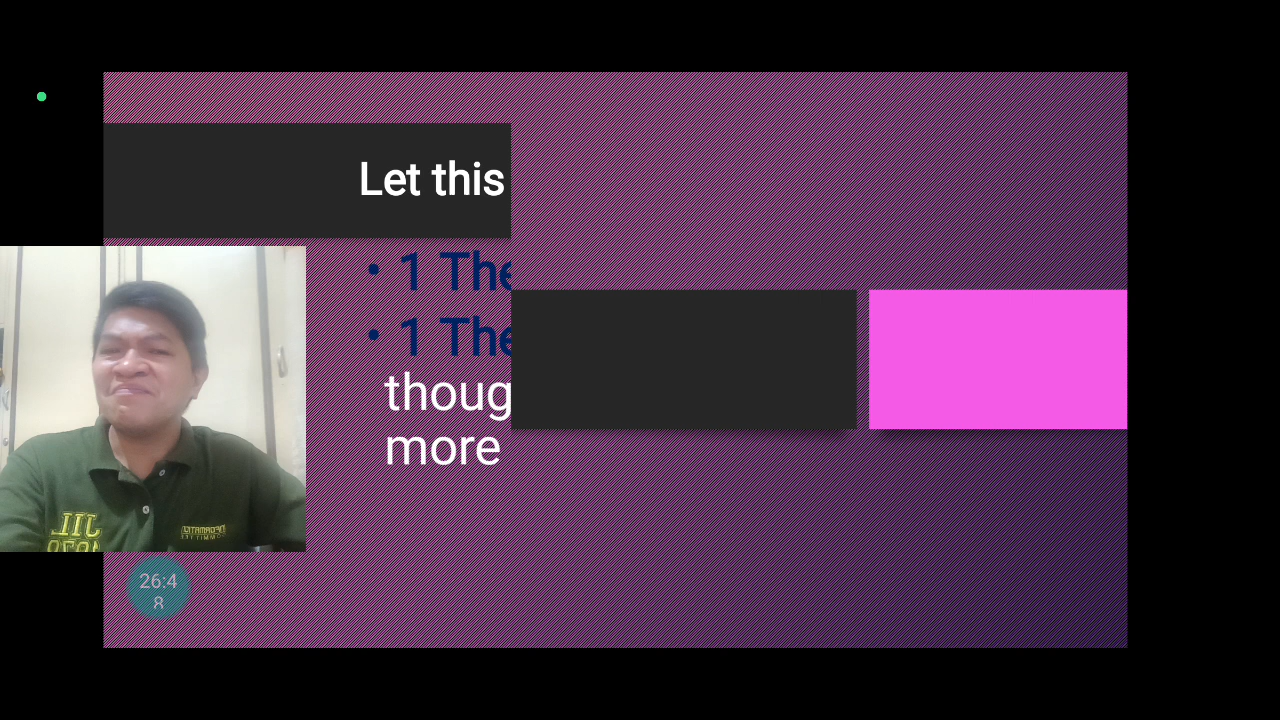 Let this
• 1 The
• 1 The
thoug
more
26:4
8